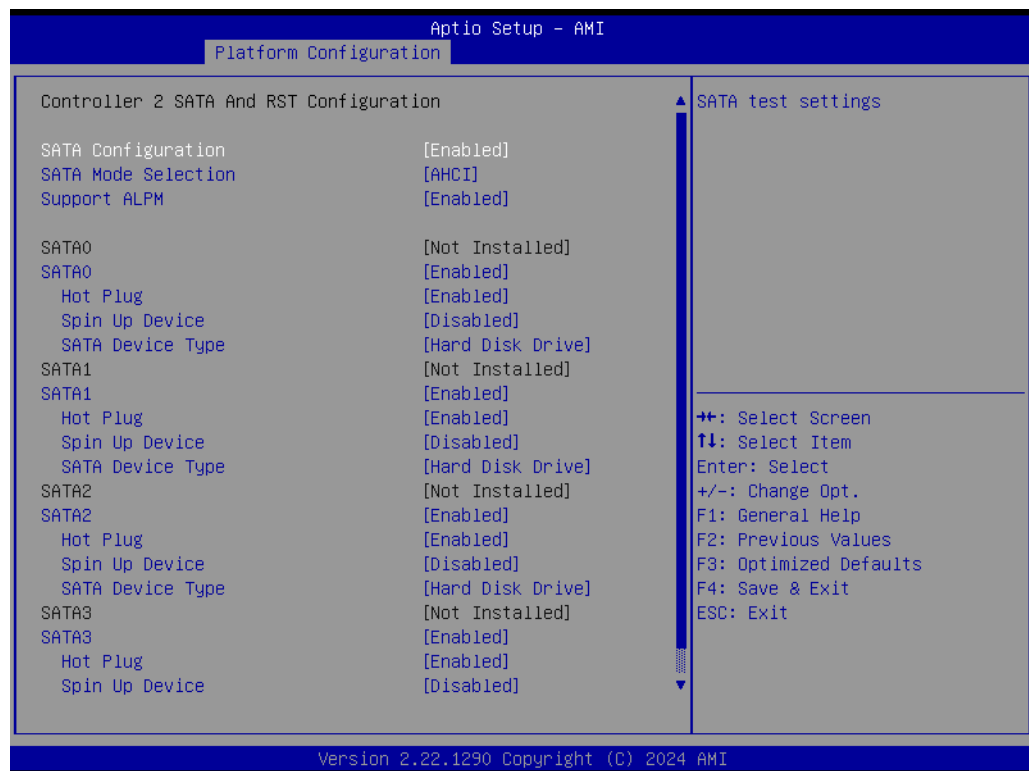 Aptio Setup - AMI
Platform Configuration
Controller 2 SATA And RST Configuration
SATA Configuration [Enabled]
SATA Mode Selection [AHCI]
Support ALPM [Enabled]
SATA0 [Not Installed]
SATA0 [Enabled]
Hot Plug [Enabled]
Spin Up Device [Disabled]
SATA Device Type [Hard Disk Drive]
SATA1 [Not Installed]
SATA1 [Enabled]
Hot Plug [Enabled]
Spin Up Device [Disabled]
SATA Device Type [Hard Disk Drive]
SATA2 [Not Installed]
SATA2 [Enabled]
Hot Plug [Enabled]
Spin Up Device [Disabled]
SATA Device Type [Hard Disk Drive]
SATA3 [Not Installed]
SATA3 [Enabled]
Hot Plug [Enabled]
Spin Up Device [Disabled]
SATA test settings
→←: Select Screen
↑↓: Select Item
Enter: Select
+/-: Change Opt.
F1: General Help
F2: Previous Values
F3: Optimized Defaults
F4: Save & Exit
ESC: Exit
Version 2.22.1290 Copyright (C) 2024 AMI